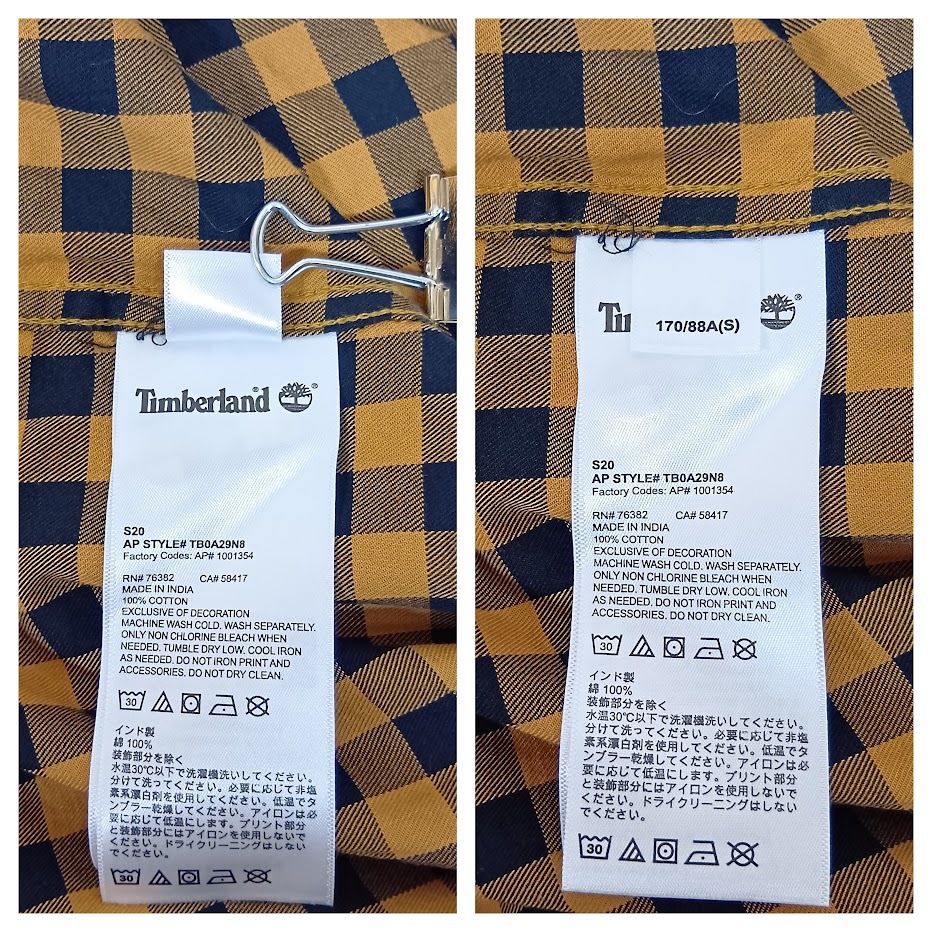 Timberland®
S20
AP STYLE# TB0A29N8
Factory Codes: AP# 1001354
RN# 76382 CA# 58417
MADE IN INDIA
100% COTTON
EXCLUSIVE OF DECORATION
MACHINE WASH COLD. WASH SEPARATELY.
ONLY NON CHLORINE BLEACH WHEN
NEEDED. TUMBLE DRY LOW. COOL IRON
AS NEEDED. DO NOT IRON PRINT AND
ACCESSORIES. DO NOT DRY CLEAN.
30
インド製
綿 100%
装飾部分を除く
水温30℃以下で洗濯機洗いしてください。
分けて洗ってください。必要に応じて非塩
素系漂白剤を使用してください。低温でタ
ンブラー乾燥してください。アイロンは必
要に応じて低温にします。プリント部分
と装飾部分にはアイロンを使用しないで
ください。ドライクリーニングはしない
でください。
30
Ti
®
170/88A(S)
S20
AP STYLE# TB0A29N8
Factory Codes: AP# 1001354
RN# 76382 CA# 58417
MADE IN INDIA
100% COTTON
EXCLUSIVE OF DECORATION
MACHINE WASH COLD. WASH SEPARATELY.
ONLY NON CHLORINE BLEACH WHEN
NEEDED. TUMBLE DRY LOW. COOL IRON
AS NEEDED. DO NOT IRON PRINT AND
ACCESSORIES. DO NOT DRY CLEAN.
30
インド製
綿 100%
装飾部分を除く
水温30℃以下で洗濯機洗いしてください。
分けて洗ってください。必要に応じて非塩
素系漂白剤を使用してください。低温でタ
ンブラー乾燥してください。アイロンは必
要に応じて低温にします。プリント部分
と装飾部分にはアイロンを使用しないで
ください。ドライクリーニングはしない
でください。
30